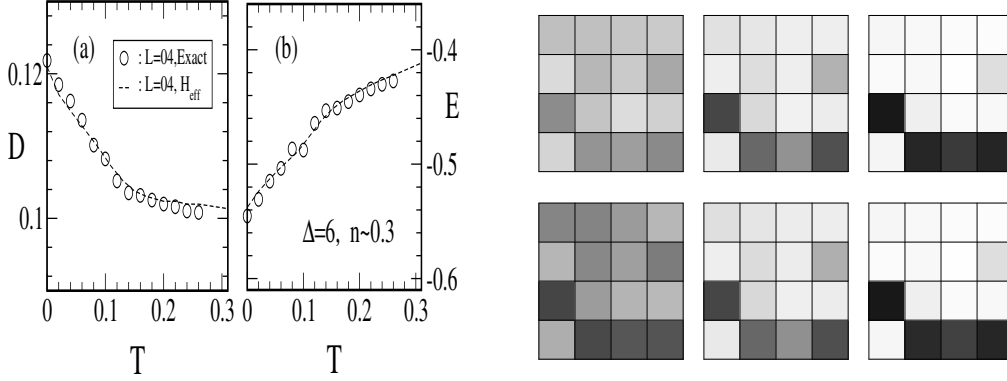 (a)
: L=04,Exact
: L=04, H_eff
0.12
0.1
D
0 0.1 0.2 0.3
T
(b)
Δ=6, n~0.3
-0.4
-0.5
-0.6
E
0 0.1 0.2 0.3
T